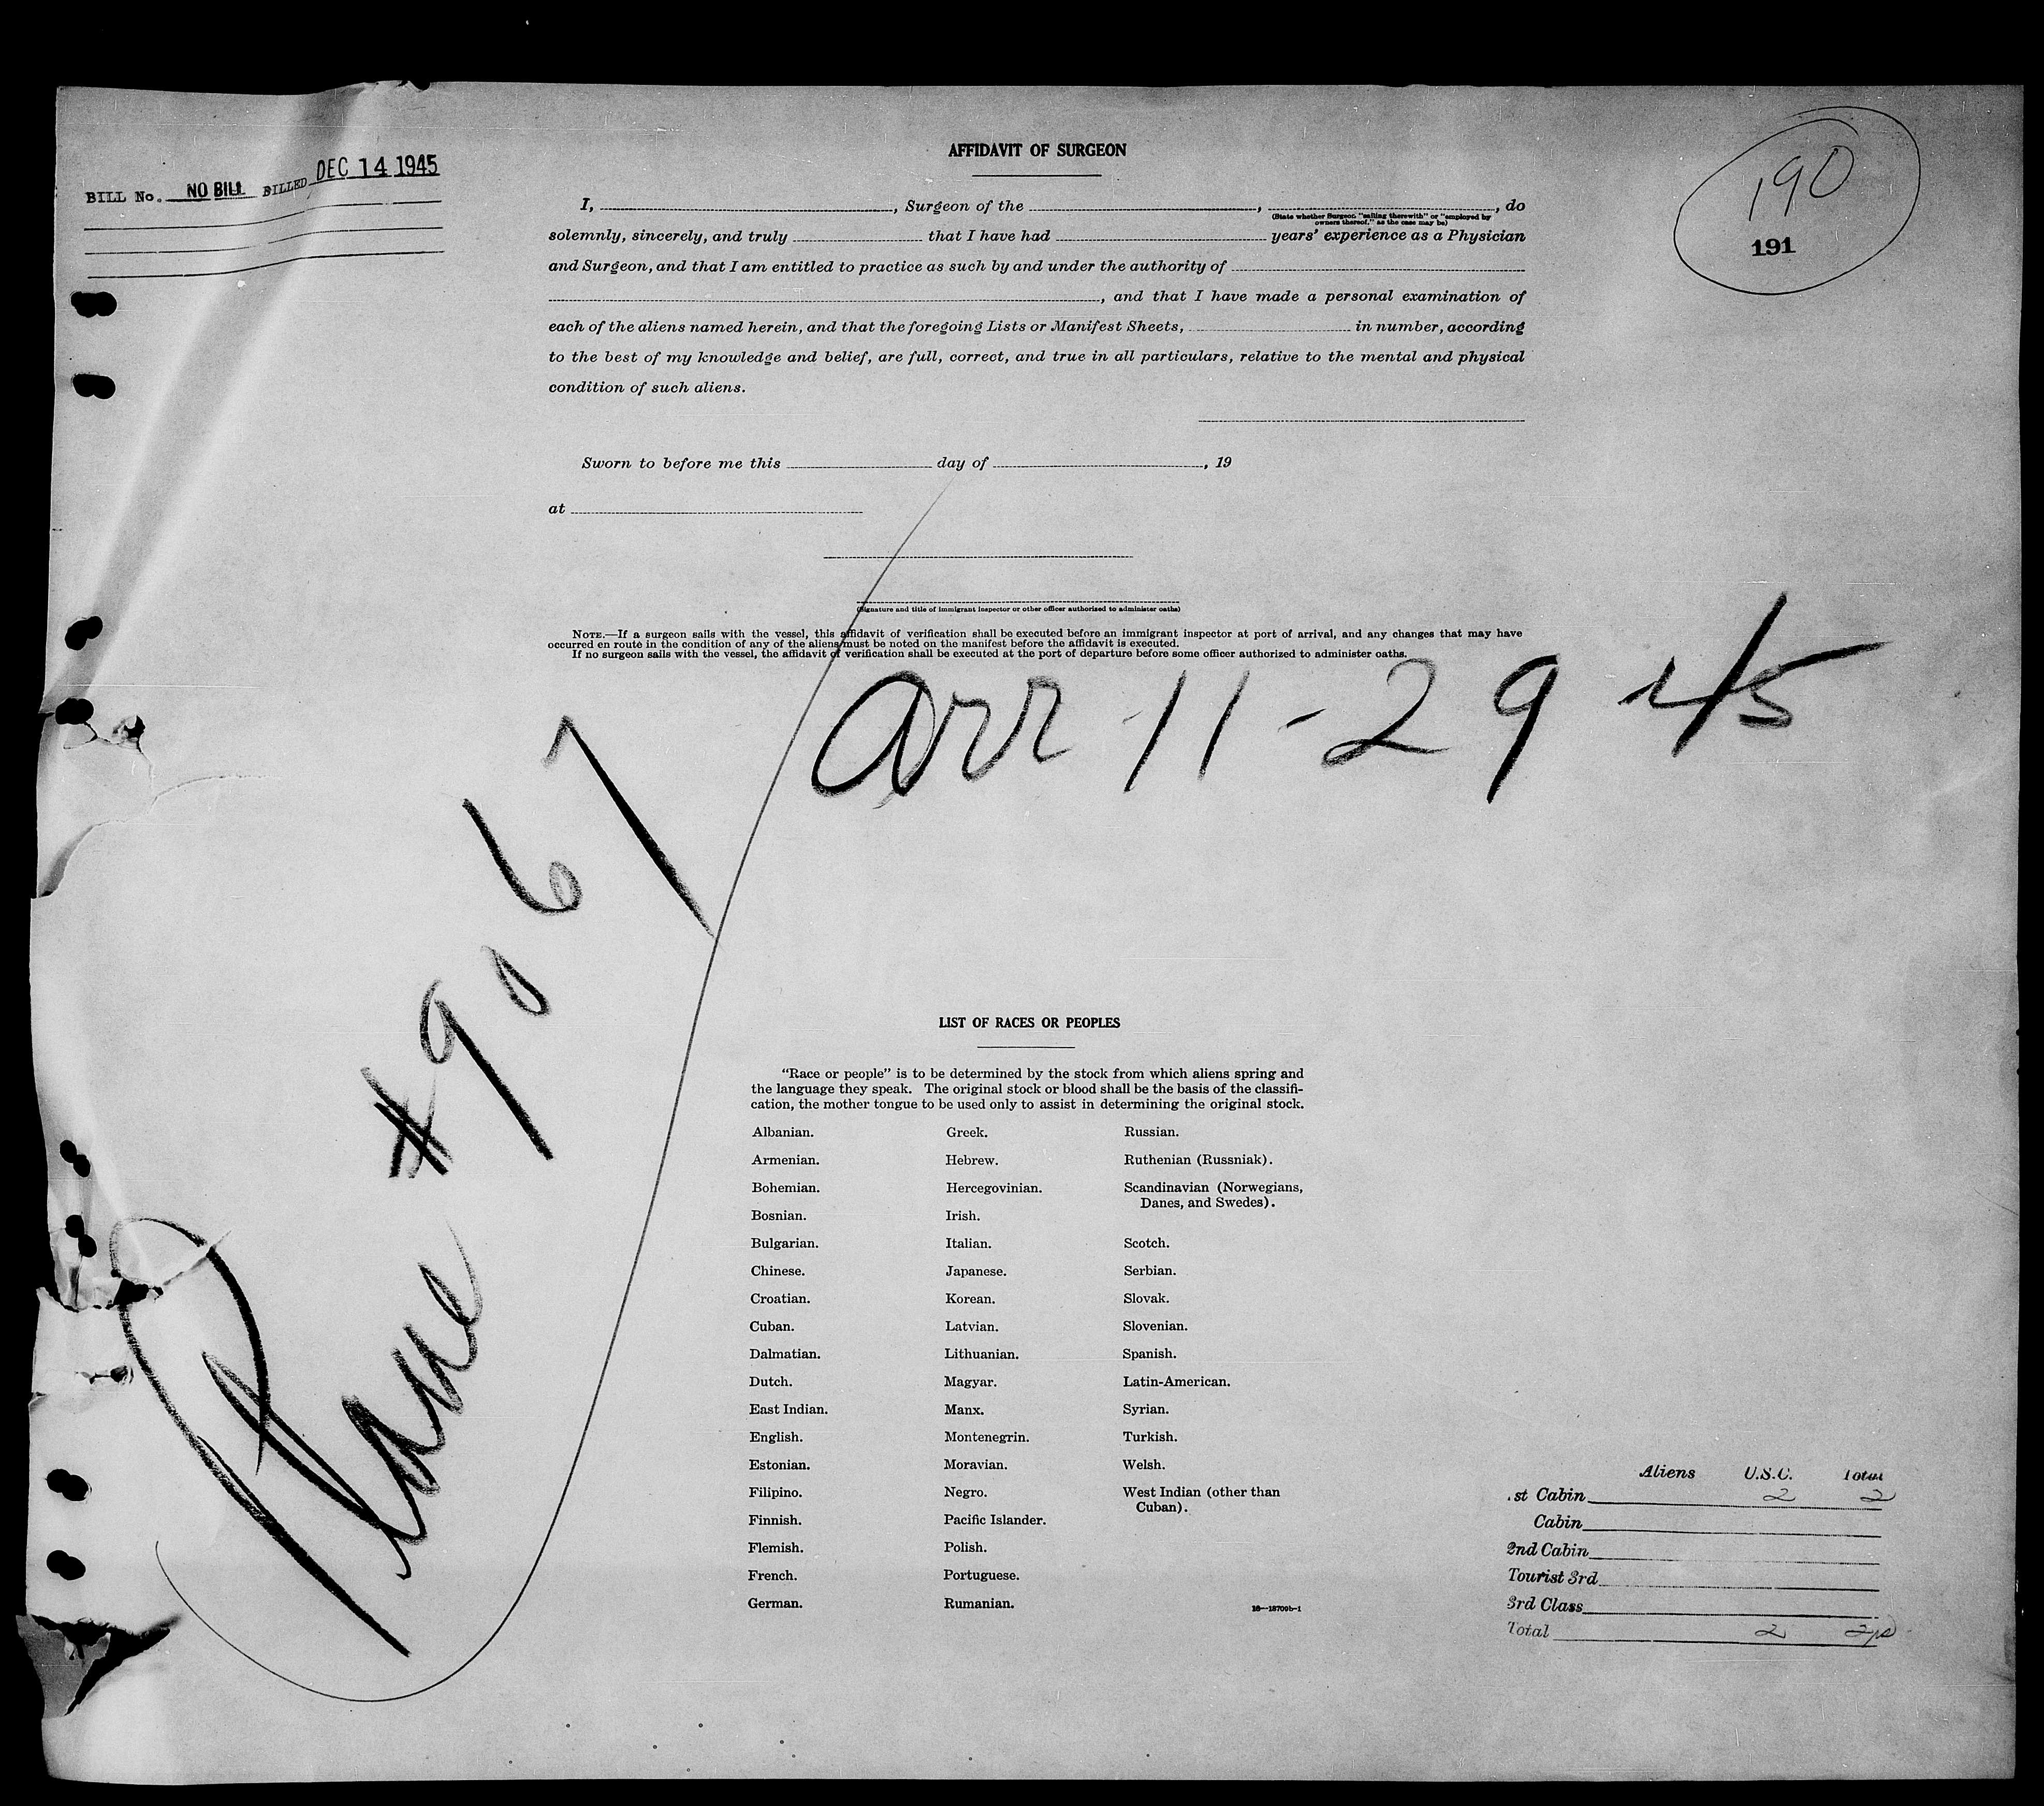 AFFIDAVIT OF SURGEON
BILL No. NO BILL BILLED DEC 14 1945
190
191
I, , Surgeon of the , , do
(State whether Surgeon, "sailing therewith" or "employed by owners thereof," as the case may be)
solemnly, sincerely, and truly that I have had years' experience as a Physician
and Surgeon, and that I am entitled to practice as such by and under the authority of
, and that I have made a personal examination of
each of the aliens named herein, and that the foregoing Lists or Manifest Sheets, in number, according
to the best of my knowledge and belief, are full, correct, and true in all particulars, relative to the mental and physical
condition of such aliens.
Sworn to before me this day of , 19
at
(Signature and title of immigrant inspector or other officer authorized to administer oaths)
NOTE.—If a surgeon sails with the vessel, this affidavit of verification shall be executed before an immigrant inspector at port of arrival, and any changes that may have
occurred en route in the condition of any of the aliens must be noted on the manifest before the affidavit is executed.
If no surgeon sails with the vessel, the affidavit of verification shall be executed at the port of departure before some officer authorized to administer oaths.
Arr 11-29 45
Plane #9067
LIST OF RACES OR PEOPLES
"Race or people" is to be determined by the stock from which aliens spring and
the language they speak. The original stock or blood shall be the basis of the classifi-
cation, the mother tongue to be used only to assist in determining the original stock.
Albanian. Greek. Russian.
Armenian. Hebrew. Ruthenian (Russniak).
Bohemian. Hercegovinian. Scandinavian (Norwegians,
Danes, and Swedes).
Bosnian. Irish.
Bulgarian. Italian. Scotch.
Chinese. Japanese. Serbian.
Croatian. Korean. Slovak.
Cuban. Latvian. Slovenian.
Dalmatian. Lithuanian. Spanish.
Dutch. Magyar. Latin-American.
East Indian. Manx. Syrian.
English. Montenegrin. Turkish.
Estonian. Moravian. Welsh.
Filipino. Negro. West Indian (other than
Cuban).
Finnish. Pacific Islander.
Flemish. Polish.
French. Portuguese.
German. Rumanian.
16—18709b-1
Aliens U.S.C. Total
st Cabin 2 2
Cabin
2nd Cabin
Tourist 3rd
3rd Class
Total 2 2